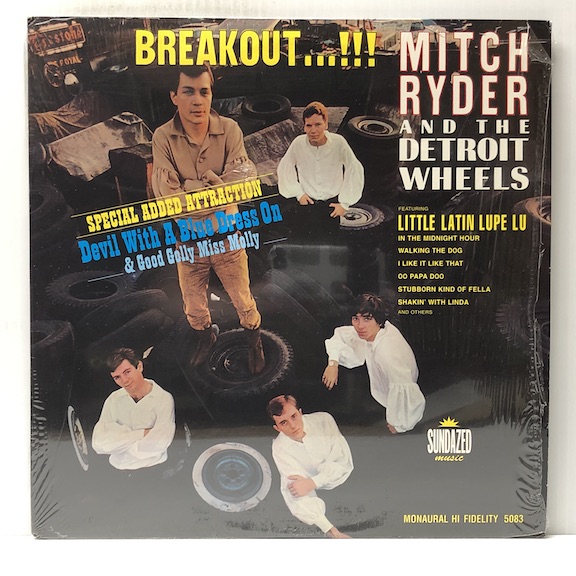 BREAKOUT...!!!
MITCH
RYDER
AND THE
DETROIT
WHEELS
SPECIAL ADDED ATTRACTION
Devil With A Blue Dress On
& Good Golly Miss Molly
FEATURING
LITTLE LATIN LUPE LU
IN THE MIDNIGHT HOUR
WALKING THE DOG
I LIKE IT LIKE THAT
OO PAPA DOO
STUBBORN KIND OF FELLA
SHAKIN' WITH LINDA
AND OTHERS
SUNDAZED
music
MONAURAL HI FIDELITY 5083